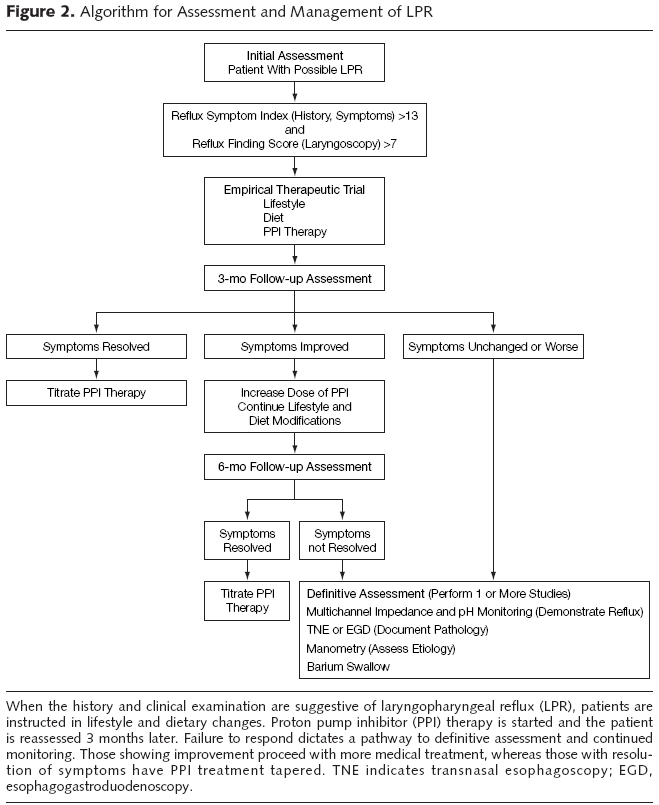 Figure 2. Algorithm for Assessment and Management of LPR
Initial Assessment
Patient With Possible LPR
Reflux Symptom Index (History, Symptoms) >13
and
Reflux Finding Score (Laryngoscopy) >7
Empirical Therapeutic Trial
Lifestyle
Diet
PPI Therapy
3-mo Follow-up Assessment
Symptoms Resolved
Symptoms Improved
Symptoms Unchanged or Worse
Titrate PPI Therapy
Increase Dose of PPI
Continue Lifestyle and
Diet Modifications
6-mo Follow-up Assessment
Symptoms
Resolved
Symptoms
not Resolved
Titrate PPI
Therapy
Definitive Assessment (Perform 1 or More Studies)
Multichannel Impedance and pH Monitoring (Demonstrate Reflux)
TNE or EGD (Document Pathology)
Manometry (Assess Etiology)
Barium Swallow
When the history and clinical examination are suggestive of laryngopharyngeal reflux (LPR), patients are
instructed in lifestyle and dietary changes. Proton pump inhibitor (PPI) therapy is started and the patient
is reassessed 3 months later. Failure to respond dictates a pathway to definitive assessment and continued
monitoring. Those showing improvement proceed with more medical treatment, whereas those with resolu-
tion of symptoms have PPI treatment tapered. TNE indicates transnasal esophagoscopy; EGD,
esophagogastroduodenoscopy.